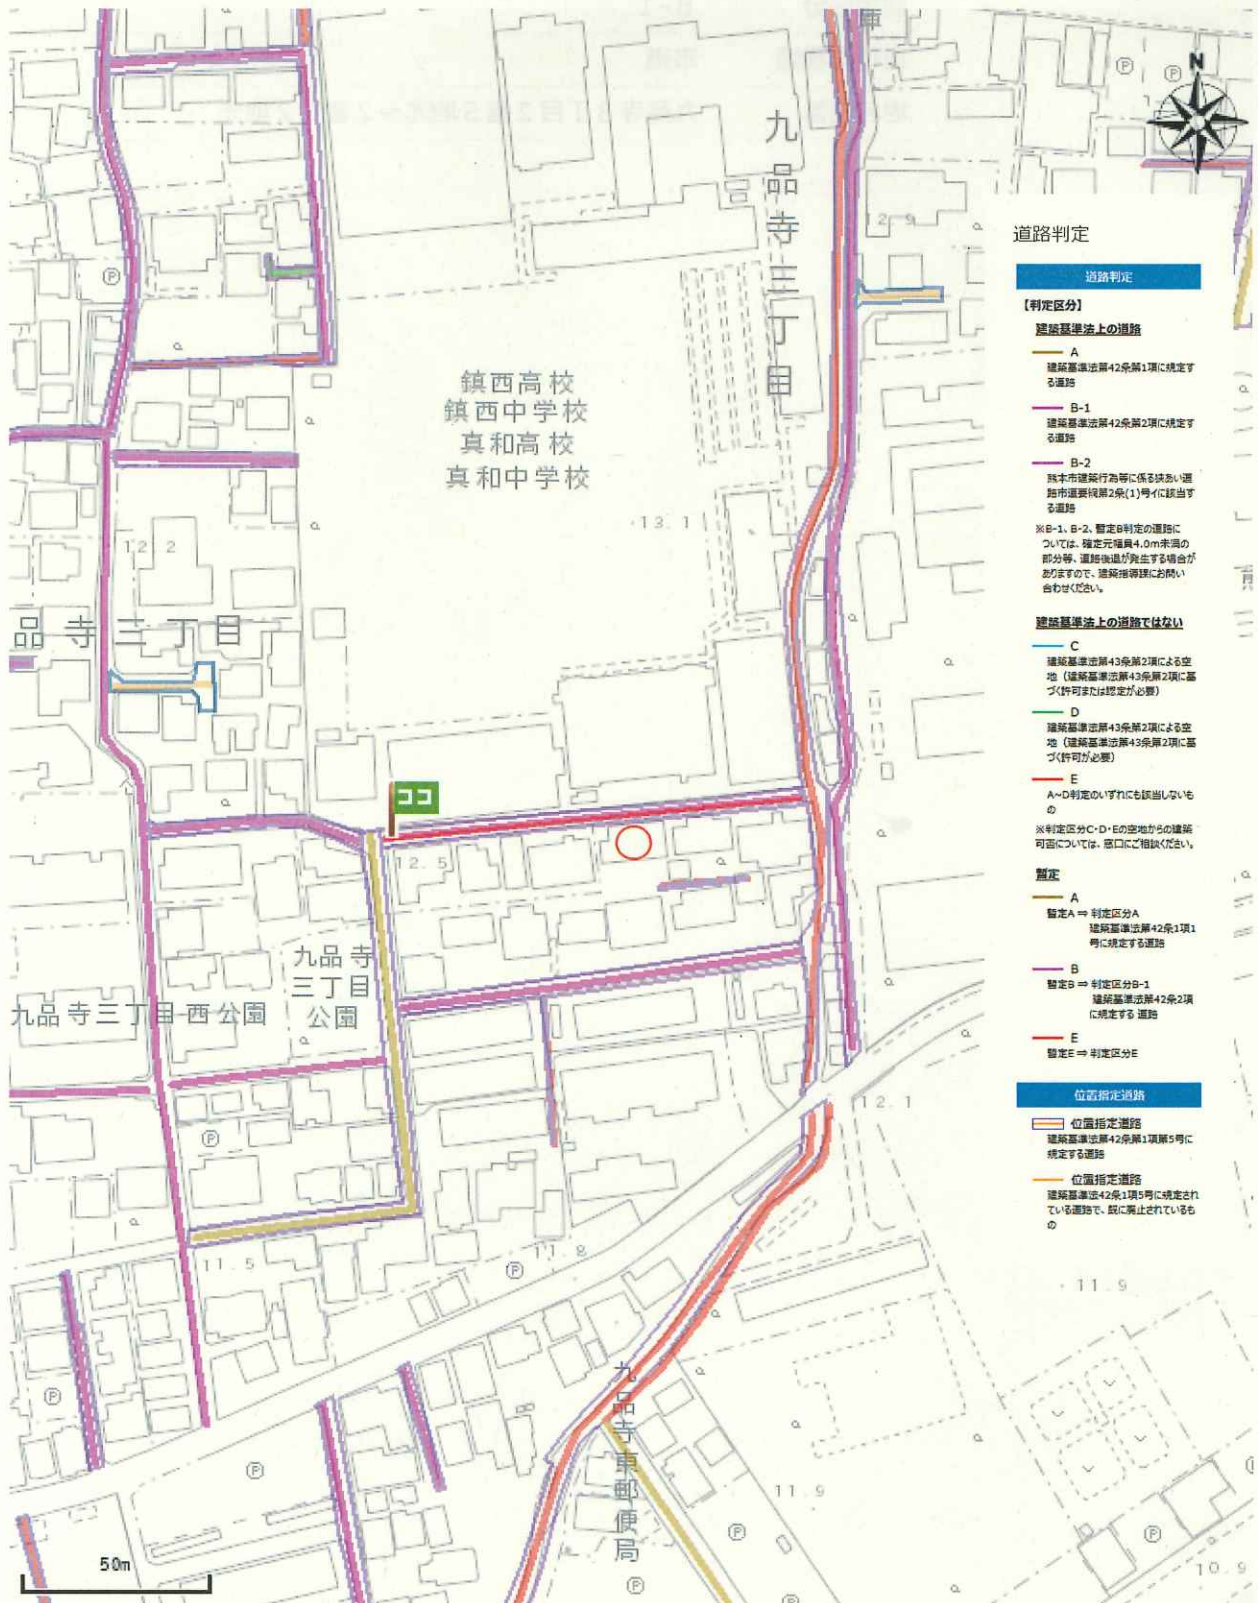 庫
N
九品寺三丁目
12.9
鎮西高校
鎮西中学校
真和高校
真和中学校
13.1
12.2
品寺三丁目
ココ
12.5
九品寺
三丁目
公園
九品寺三丁目西公園
12.1
11.5
11.8
11.9
九品寺東郵便局
11.9
10.9
50m
P
P
P
P
P
P
P
P
P
P
道路判定
道路判定
【判定区分】
建築基準法上の道路
A
建築基準法第42条第1項に規定す
る道路
B-1
建築基準法第42条第2項に規定す
る道路
B-2
熊本市建築行為等に係る狭あい道
路市道要綱第2条(1)号イに該当す
る道路
※B-1、B-2、暫定B判定の道路に
ついては、確定元幅員4.0m未満の
部分等、道路後退が発生する場合が
ありますので、建築指導課にお問い
合わせください。
建築基準法上の道路ではない
C
建築基準法第43条第2項による空
地（建築基準法第43条第2項に基
づく許可または認定が必要）
D
建築基準法第43条第2項による空
地（建築基準法第43条第2項に基
づく許可が必要）
E
A~D判定のいずれにも該当しないも
の
※判定区分C・D・Eの空地からの建築
可否については、窓口にご相談ください。
暫定
A
暫定A ⇒ 判定区分A
建築基準法第42条1項1
号に規定する道路
B
暫定B ⇒ 判定区分B-1
建築基準法第42条2項
に規定する 道路
E
暫定E ⇒ 判定区分E
位置指定道路
位置指定道路
建築基準法第42条第1項第5号に
規定する道路
位置指定道路
建築基準法42条1項5号に規定され
ている道路で、既に廃止されているも
の